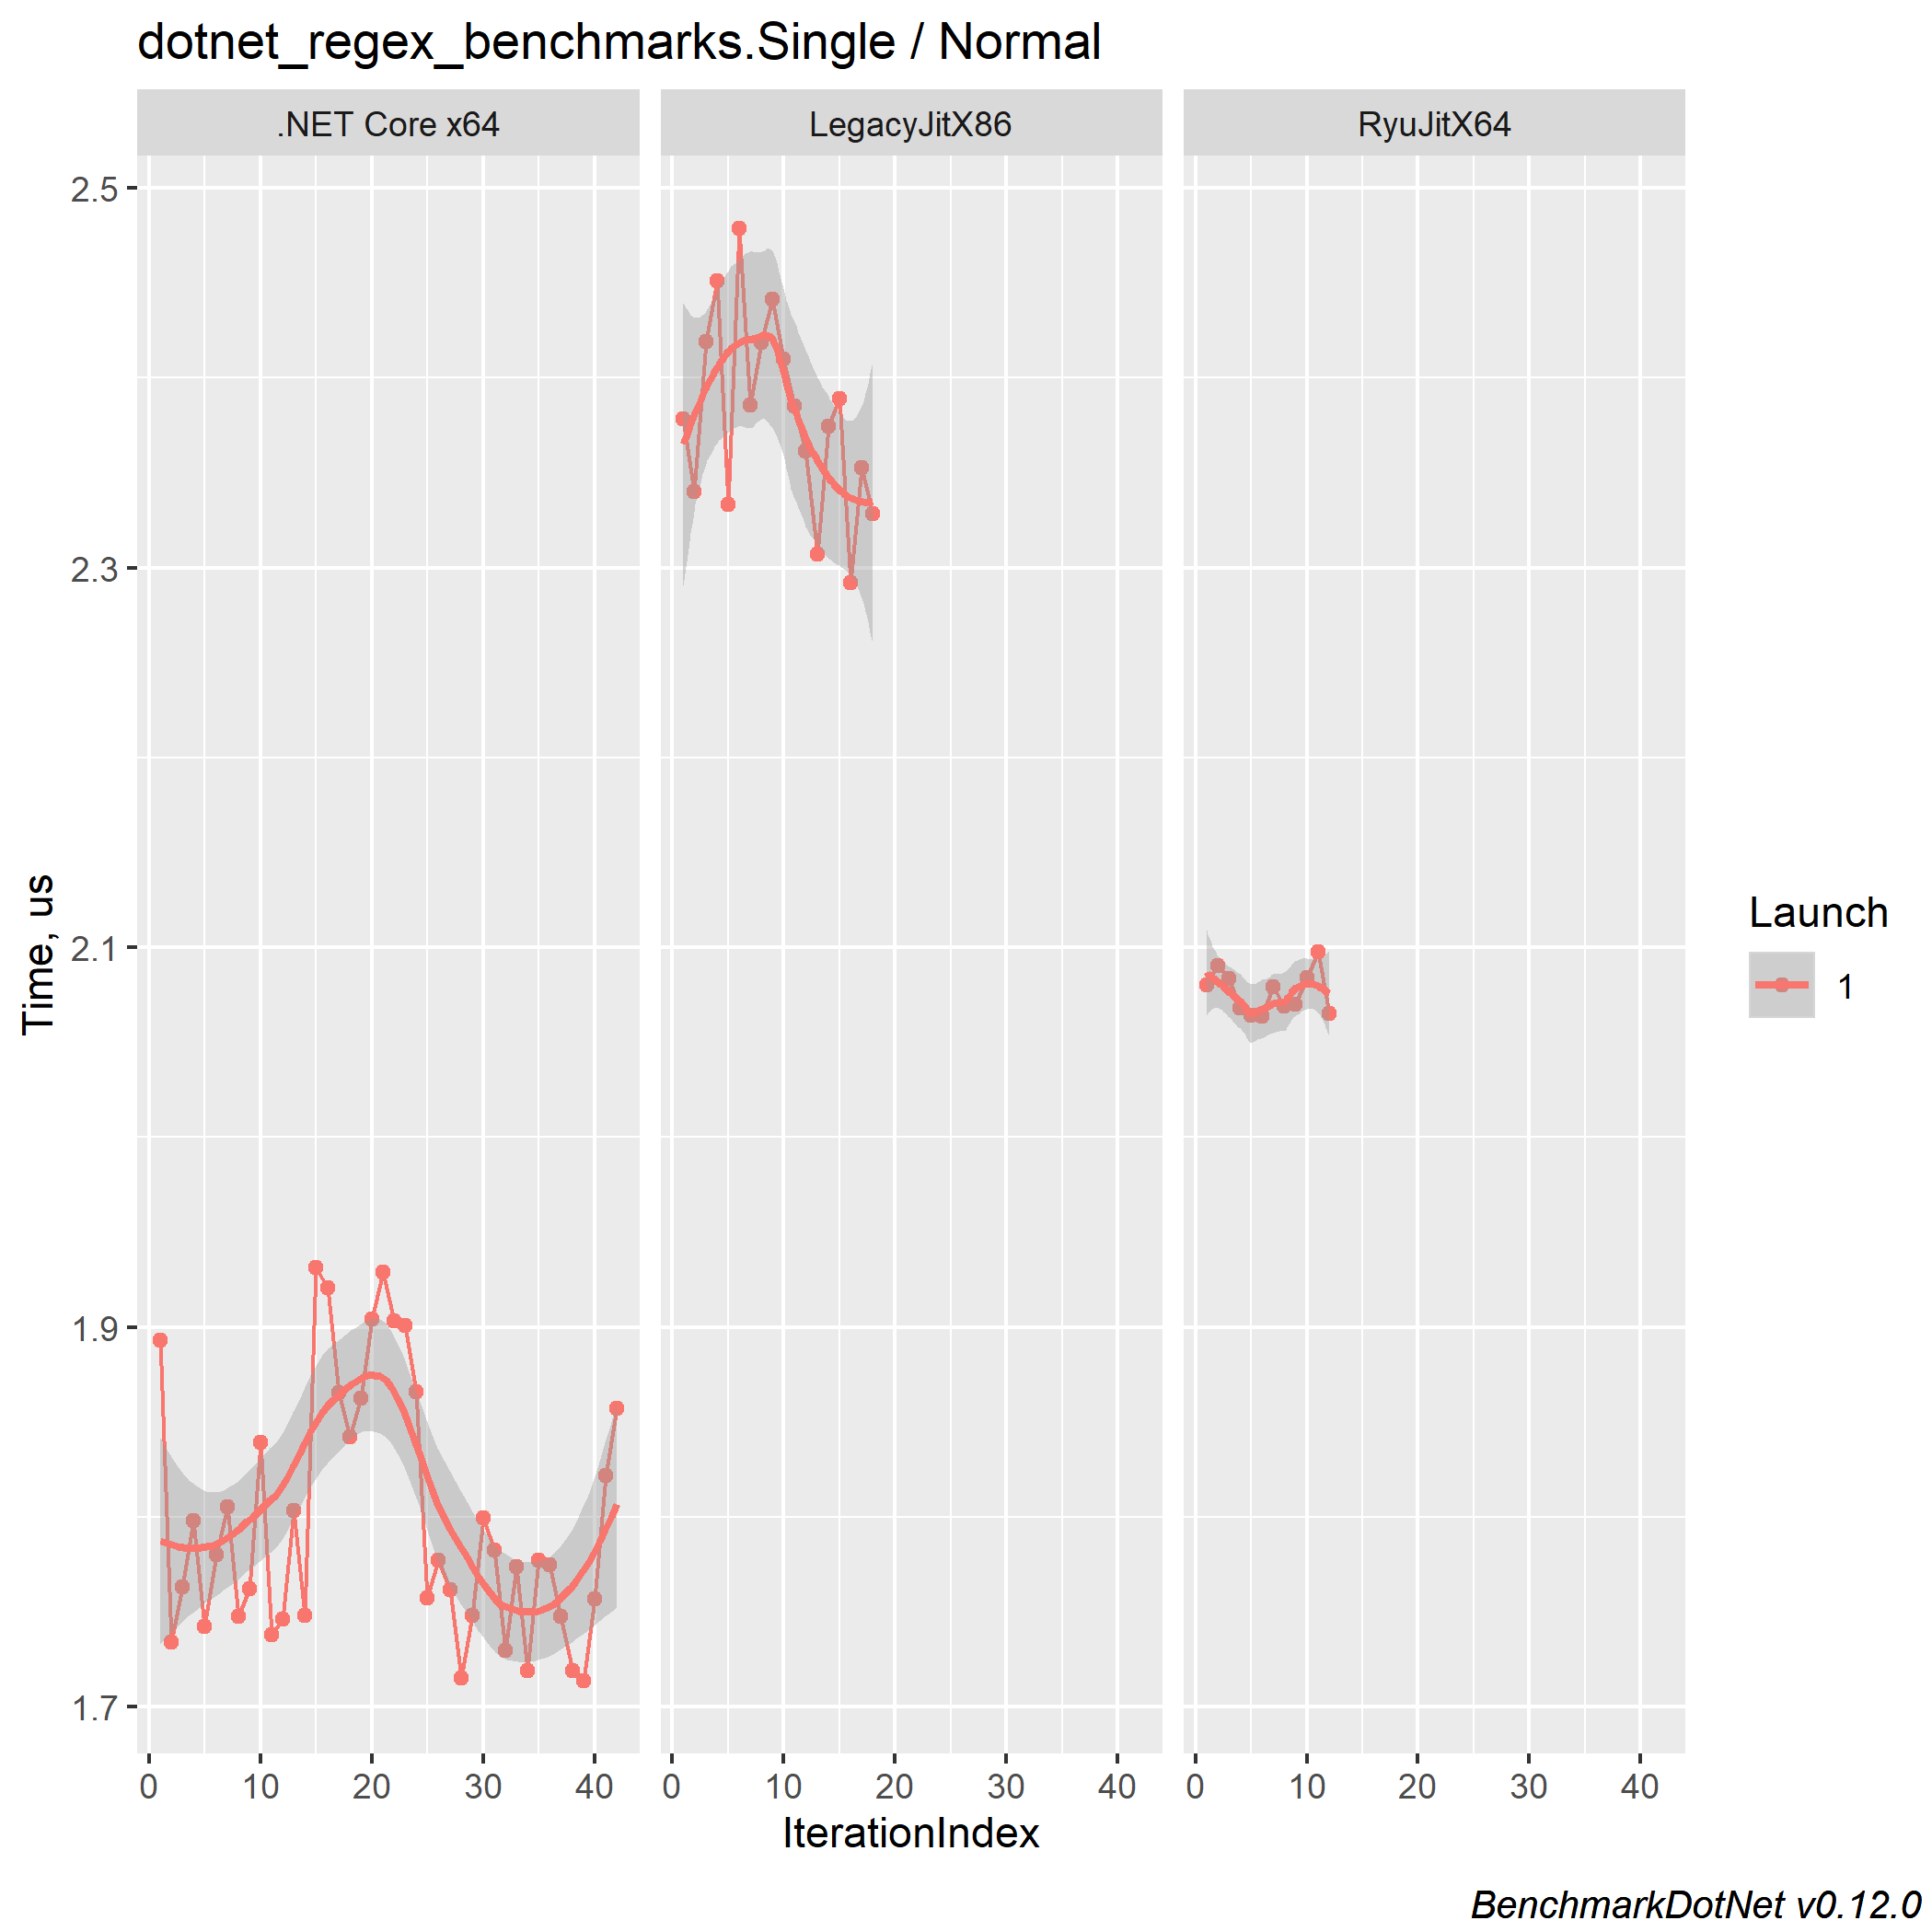 dotnet_regex_benchmarks.Single / Normal
.NET Core x64 LegacyJitX86 RyuJitX64
2.5
2.3
2.1
1.9
1.7
Time, us
0 10 20 30 40 0 10 20 30 40 0 10 20 30 40
IterationIndex
Launch
1
BenchmarkDotNet v0.12.0